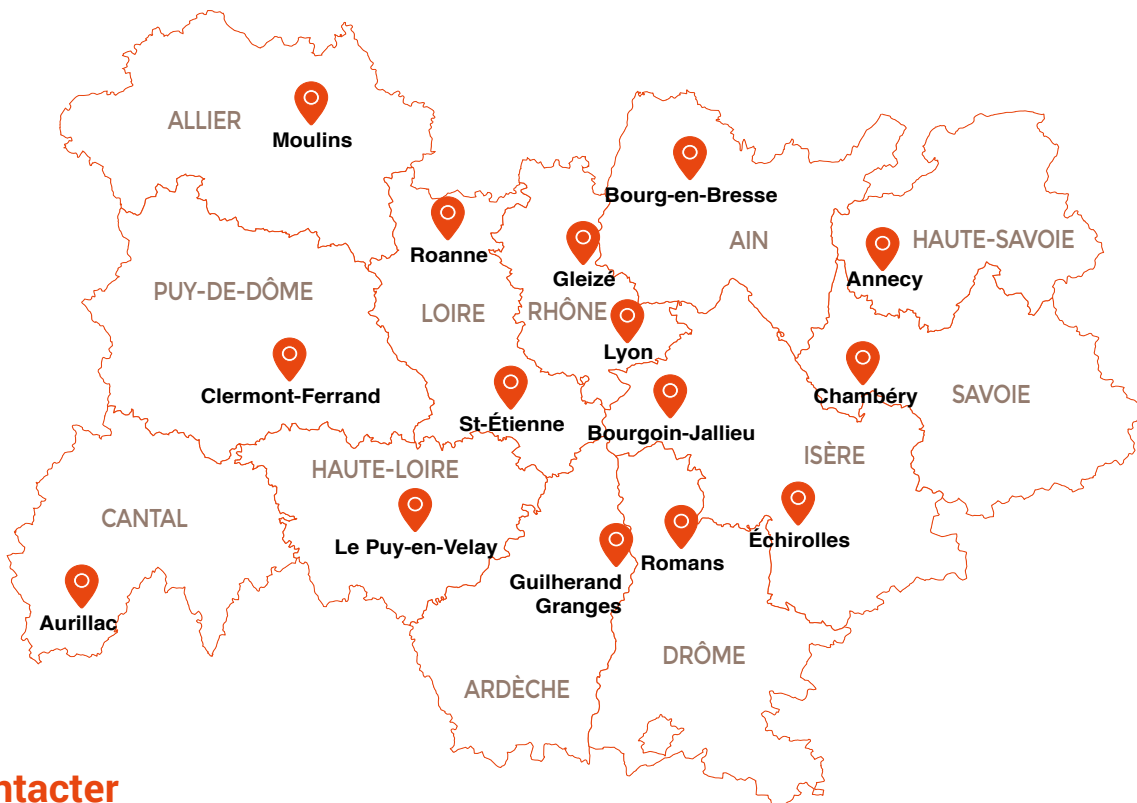 ALLIER
Moulins
Bourg-en-Bresse
Roanne
AIN
HAUTE-SAVOIE
Gleizé
Annecy
PUY-DE-DÔME
LOIRE
RHÔNE
Lyon
Clermont-Ferrand
Chambéry
SAVOIE
St-Étienne
Bourgoin-Jallieu
HAUTE-LOIRE
ISÈRE
CANTAL
Le Puy-en-Velay
Échirolles
Romans
Guilherand
Granges
Aurillac
DRÔME
ARDÈCHE
ntacter